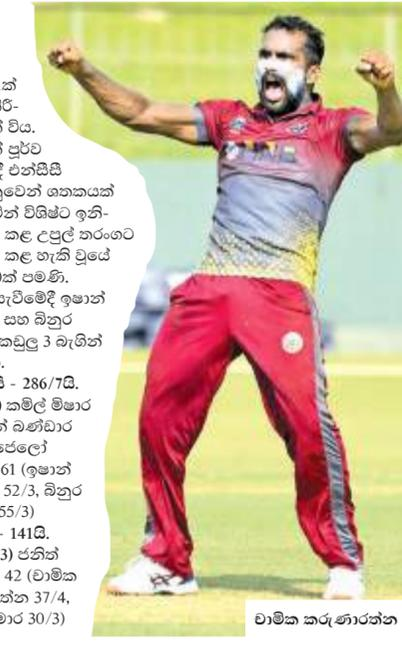 ක්
රී-
් විය.
පූර්ව
දී එන්සීසී
නුවෙන් ශතකයක්
වින් විශිෂ්ට ඉනි-
කළ උපුල් තරංගට
කළ හැකි වූයේ
ක් පමණි.
යැවීමේදී ඉෂාන්
සහ බිනුර
කඩුලු 3 බැගින්
.
යි - 286/7යි.
) කමිල් මිෂාර
න් බණ්ඩාර
ංජෙලෝ
61 (ඉෂාන්
52/3, බිනුර
55/3)
- 141යි.
3) ජනිත්
42 (චාමික
ත්න 37/4,
මාර 30/3)
චාමික කරුණාරත්න